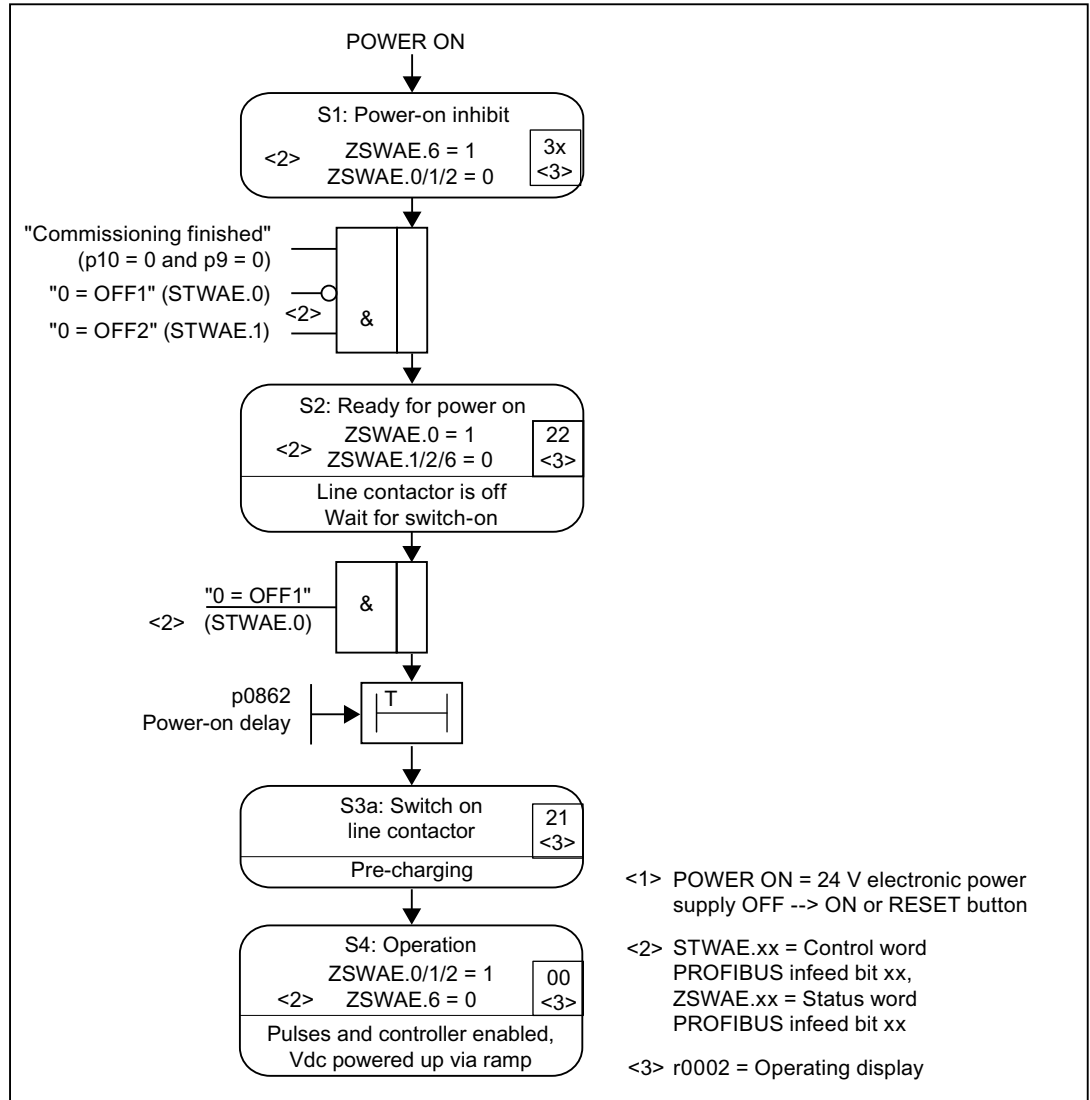 POWER ON
S1: Power-on inhibit
<2>
ZSWAE.6 = 1
ZSWAE.0/1/2 = 0
3x
<3>
"Commissioning finished"
(p10 = 0 and p9 = 0)
"0 = OFF1" (STWAE.0)
<2>
"0 = OFF2" (STWAE.1)
&
S2: Ready for power on
ZSWAE.0 = 1
<2> ZSWAE.1/2/6 = 0
22
<3>
Line contactor is off
Wait for switch-on
"0 = OFF1"
<2> (STWAE.0)
&
p0862
Power-on delay
T
S3a: Switch on
line contactor
21
<3>
Pre-charging
S4: Operation
ZSWAE.0/1/2 = 1
<2> ZSWAE.6 = 0
00
<3>
Pulses and controller enabled,
Vdc powered up via ramp
<1> POWER ON = 24 V electronic power
supply OFF --> ON or RESET button
<2> STWAE.xx = Control word
PROFIBUS infeed bit xx,
ZSWAE.xx = Status word
PROFIBUS infeed bit xx
<3> r0002 = Operating display